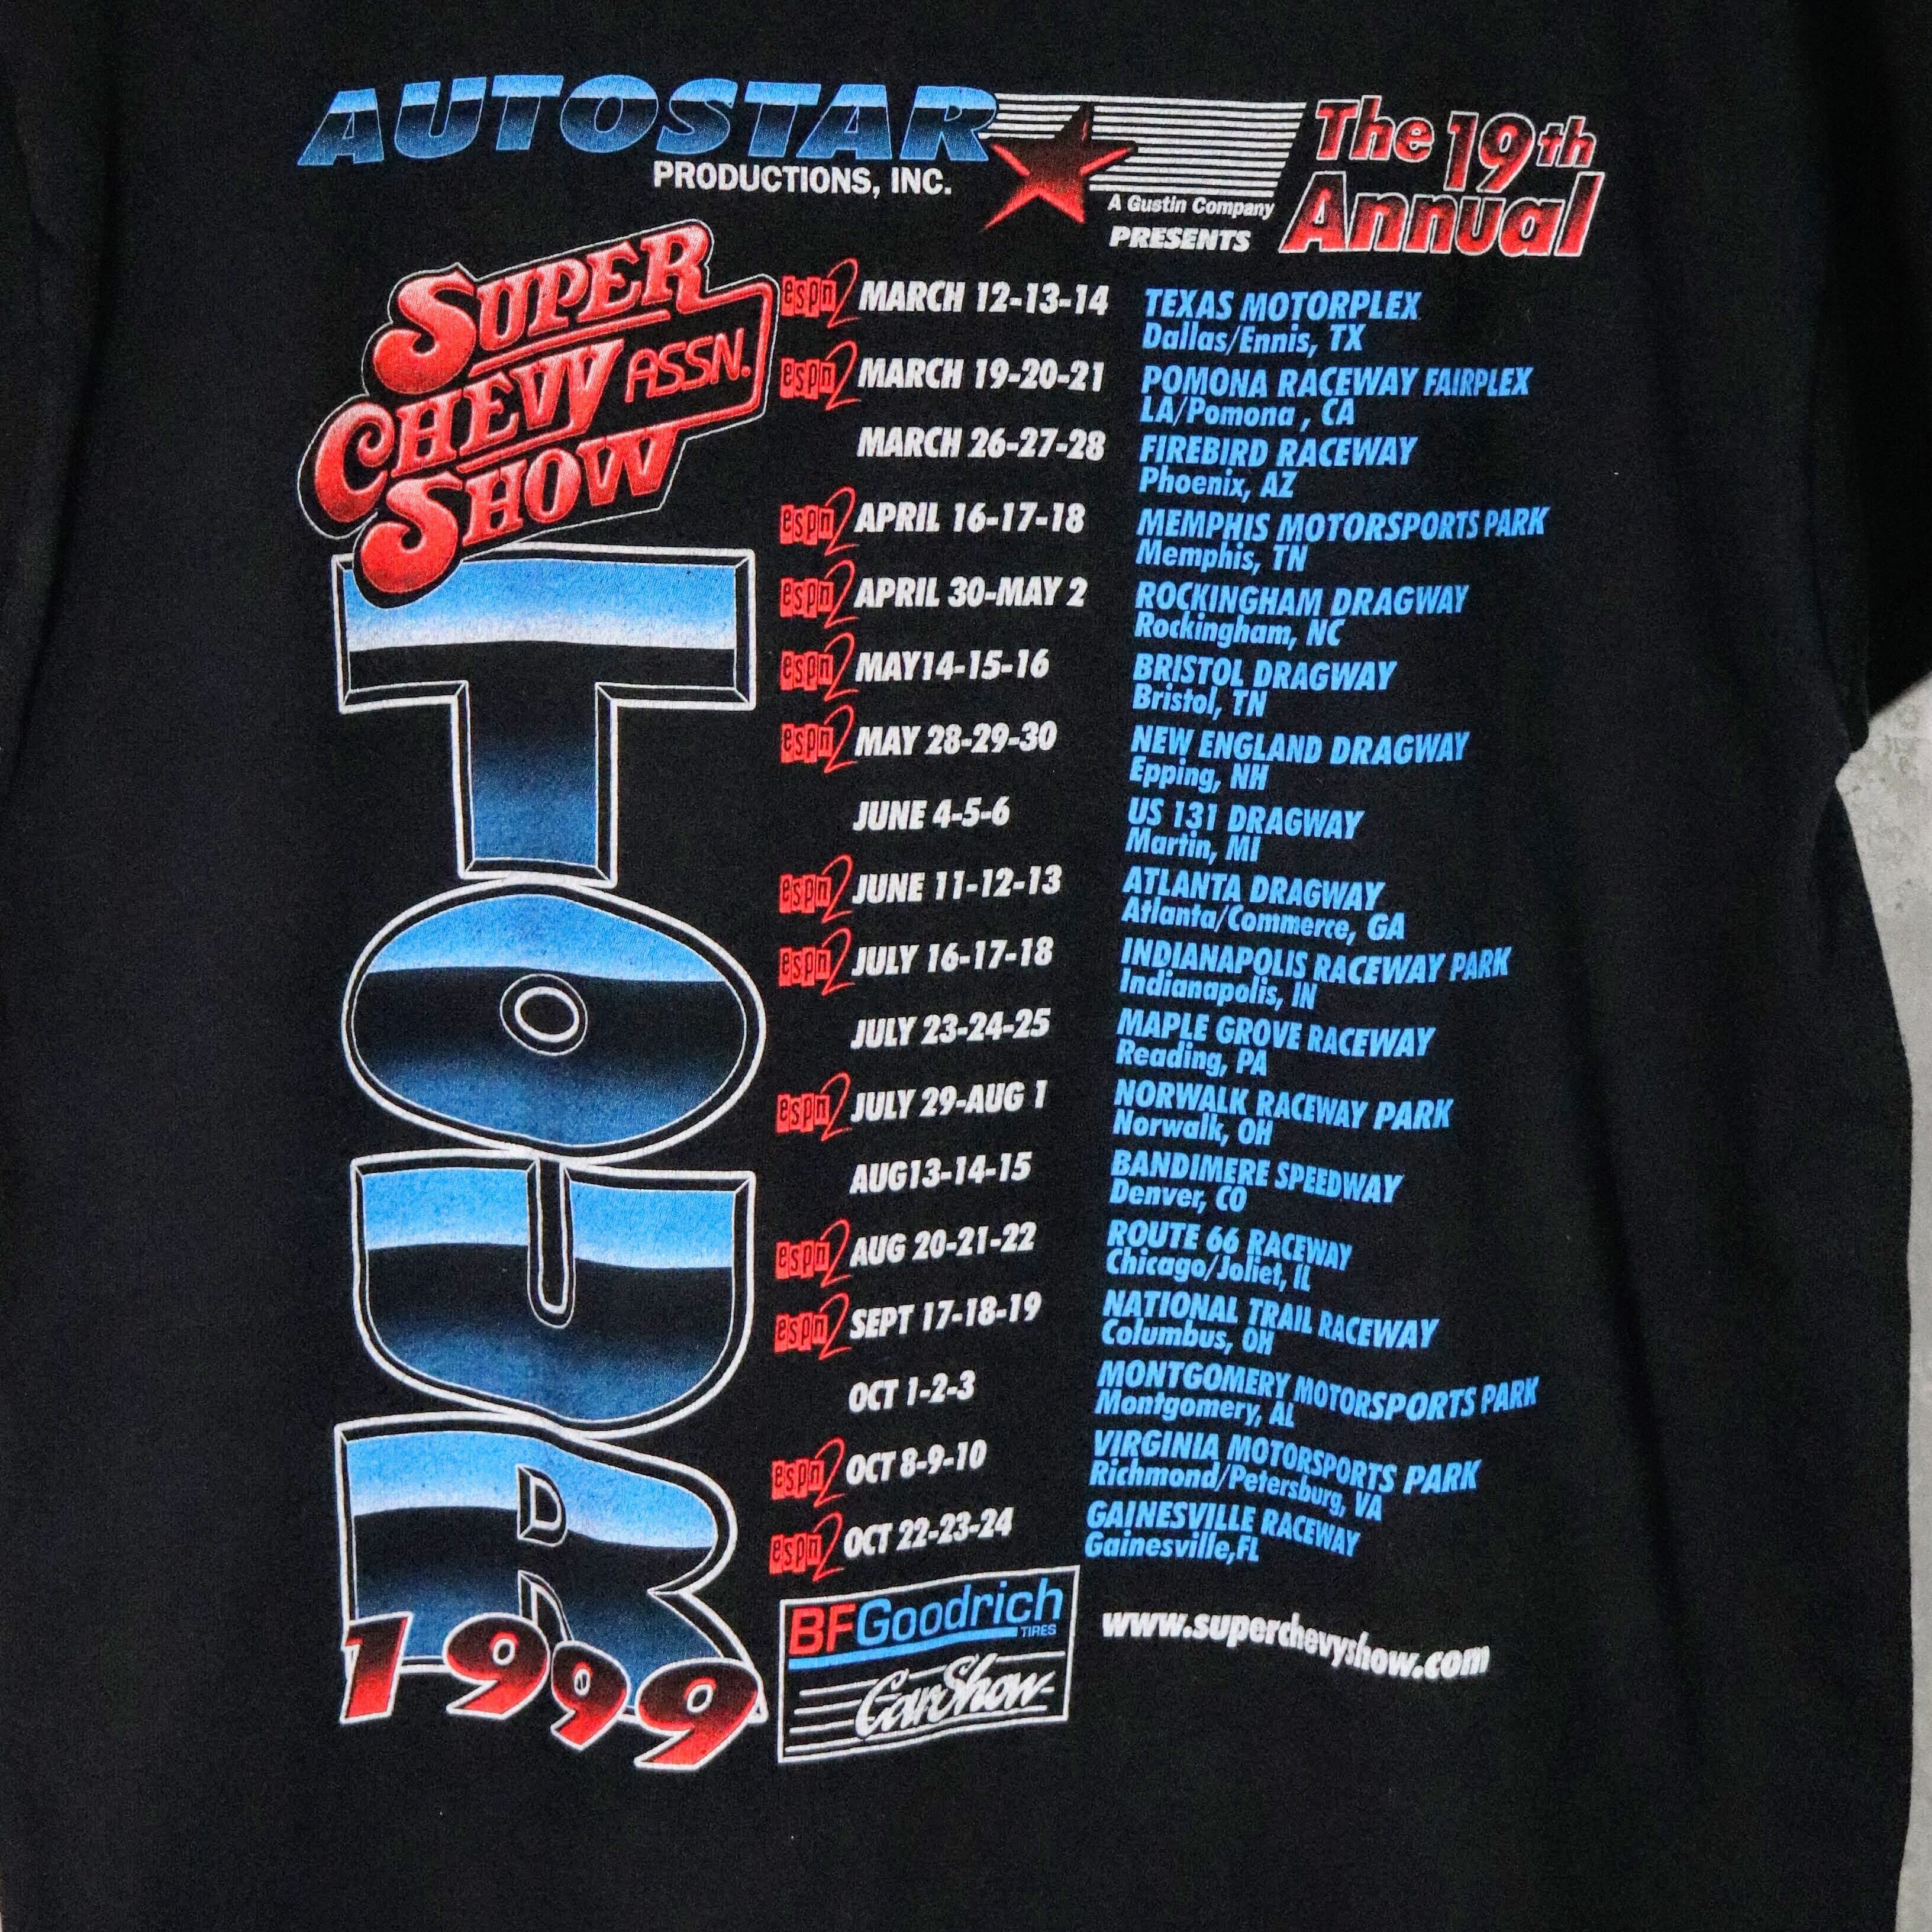 AUTOSTAR
PRODUCTIONS, INC.
A Gustin Company
PRESENTS
The 19th
Annual
SUPER
CHEVY ASSN.
SHOW
TOUR
1999
espn2 MARCH 12-13-14 TEXAS MOTORPLEX
Dallas/Ennis, TX
espn2 MARCH 19-20-21 POMONA RACEWAY FAIRPLEX
LA/Pomona , CA
MARCH 26-27-28 FIREBIRD RACEWAY
Phoenix, AZ
espn2 APRIL 16-17-18 MEMPHIS MOTORSPORTS PARK
Memphis, TN
espn2 APRIL 30-MAY 2 ROCKINGHAM DRAGWAY
Rockingham, NC
espn2 MAY14-15-16 BRISTOL DRAGWAY
Bristol, TN
espn2 MAY 28-29-30 NEW ENGLAND DRAGWAY
Epping, NH
JUNE 4-5-6 US 131 DRAGWAY
Martin, MI
espn2 JUNE 11-12-13 ATLANTA DRAGWAY
Atlanta/Commerce, GA
espn2 JULY 16-17-18 INDIANAPOLIS RACEWAY PARK
Indianapolis, IN
JULY 23-24-25 MAPLE GROVE RACEWAY
Reading, PA
espn2 JULY 29-AUG 1 NORWALK RACEWAY PARK
Norwalk, OH
AUG13-14-15 BANDIMERE SPEEDWAY
Denver, CO
espn2 AUG 20-21-22 ROUTE 66 RACEWAY
Chicago/Joliet, IL
espn2 SEPT 17-18-19 NATIONAL TRAIL RACEWAY
Columbus, OH
OCT 1-2-3 MONTGOMERY MOTORSPORTS PARK
Montgomery, AL
espn2 OCT 8-9-10 VIRGINIA MOTORSPORTS PARK
Richmond/Petersburg, VA
espn2 OCT 22-23-24 GAINESVILLE RACEWAY
Gainesville,FL
BFGoodrich
TIRES
Car Show
www.superchevyshow.com